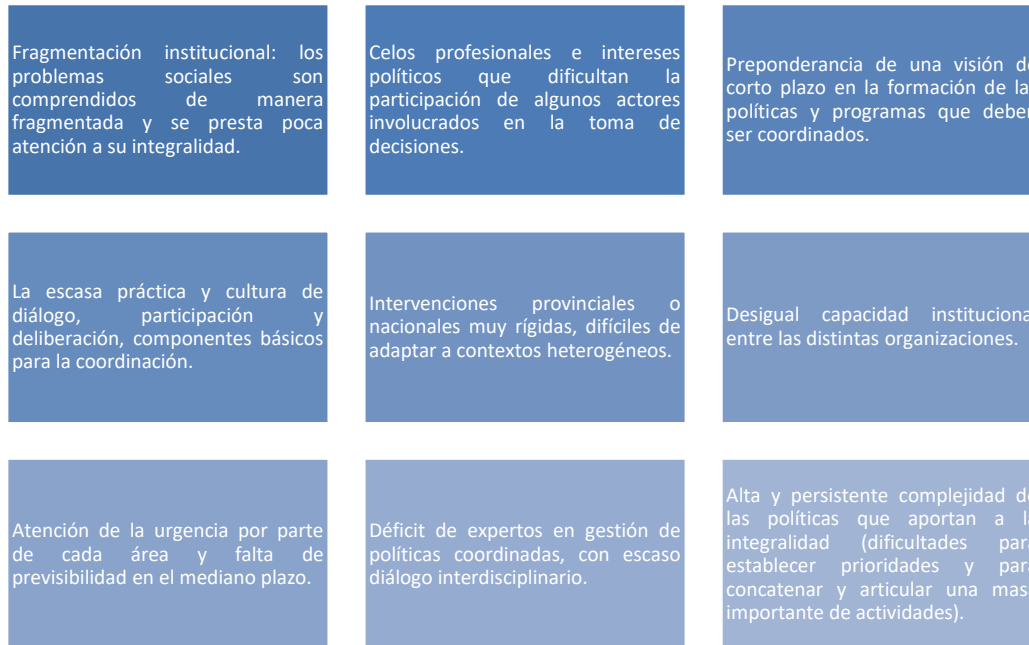 Fragmentación institucional: los
problemas sociales son
comprendidos de manera
fragmentada y se presta poca
atención a su integralidad.
Celos profesionales e intereses
políticos que dificultan la
participación de algunos actores
involucrados en la toma de
decisiones.
Preponderancia de una visión de
corto plazo en la formación de la
políticas y programas que deben
ser coordinados.
La escasa práctica y cultura de
diálogo, participación y
deliberación, componentes básicos
para la coordinación.
Intervenciones provinciales o
nacionales muy rígidas, difíciles de
adaptar a contextos heterogéneos.
Desigual capacidad instituciona
entre las distintas organizaciones.
Atención de la urgencia por parte
de cada área y falta de
previsibilidad en el mediano plazo.
Déficit de expertos en gestión de
políticas coordinadas, con escaso
diálogo interdisciplinario.
Alta y persistente complejidad de
las políticas que aportan a la
integralidad (dificultades para
establecer prioridades y para
concatenar y articular una masa
importante de actividades).